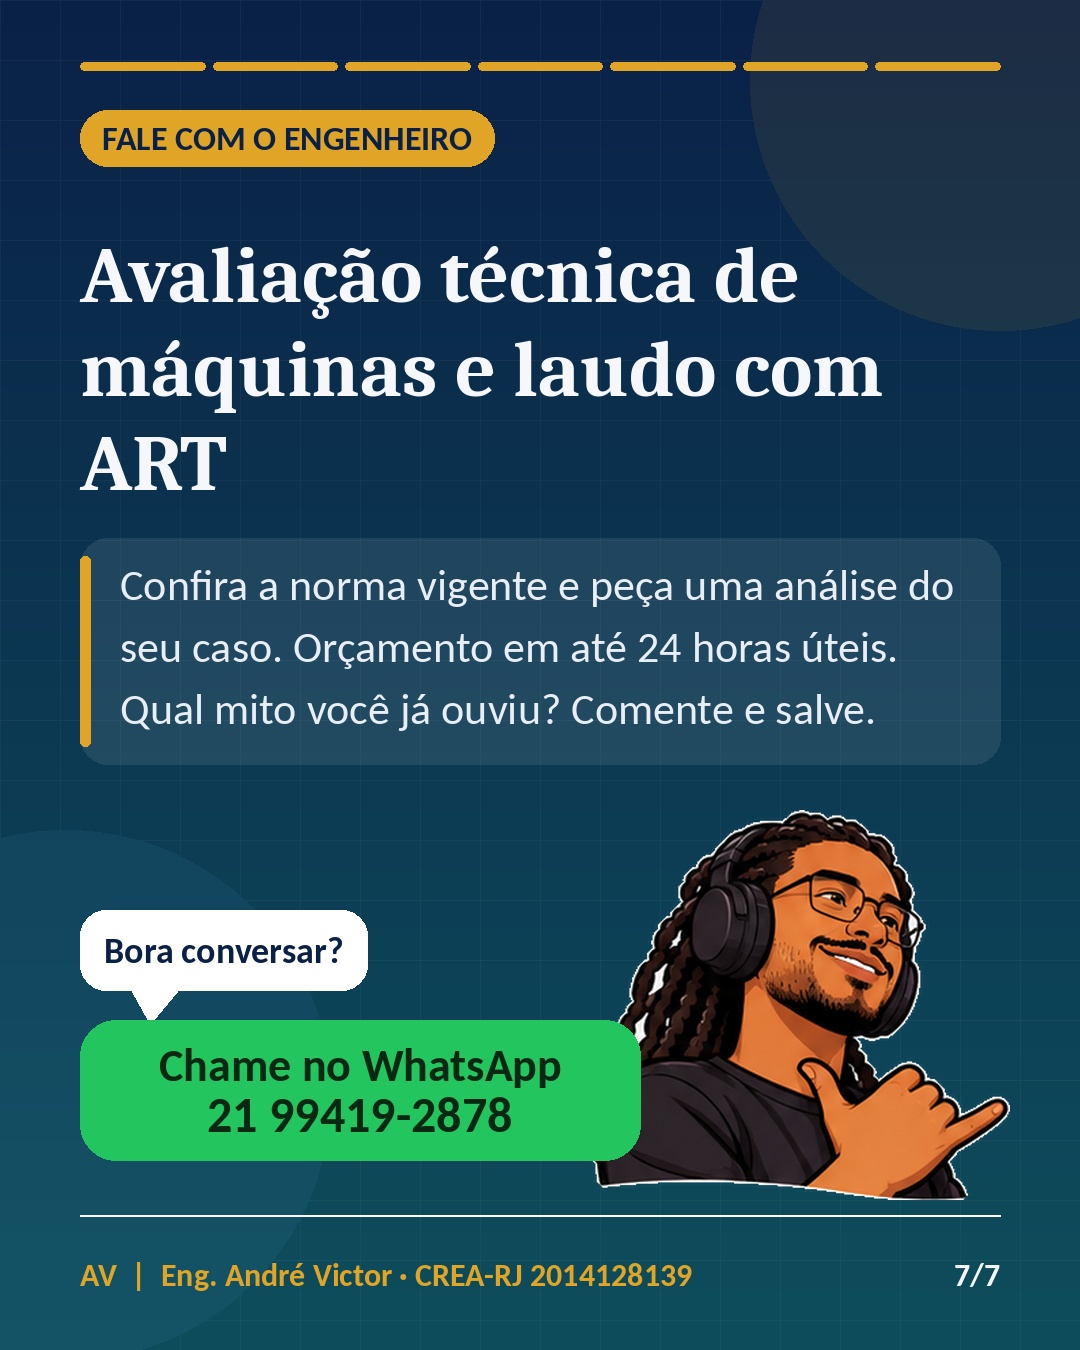 FALE COM O ENGENHEIRO
Avaliação técnica de
máquinas e laudo com
ART
Confira a norma vigente e peça uma análise do
seu caso. Orçamento em até 24 horas úteis.
Qual mito você já ouviu? Comente e salve.
Bora conversar?
Chame no WhatsApp
21 99419-2878
AV | Eng. André Victor · CREA-RJ 2014128139
7/7